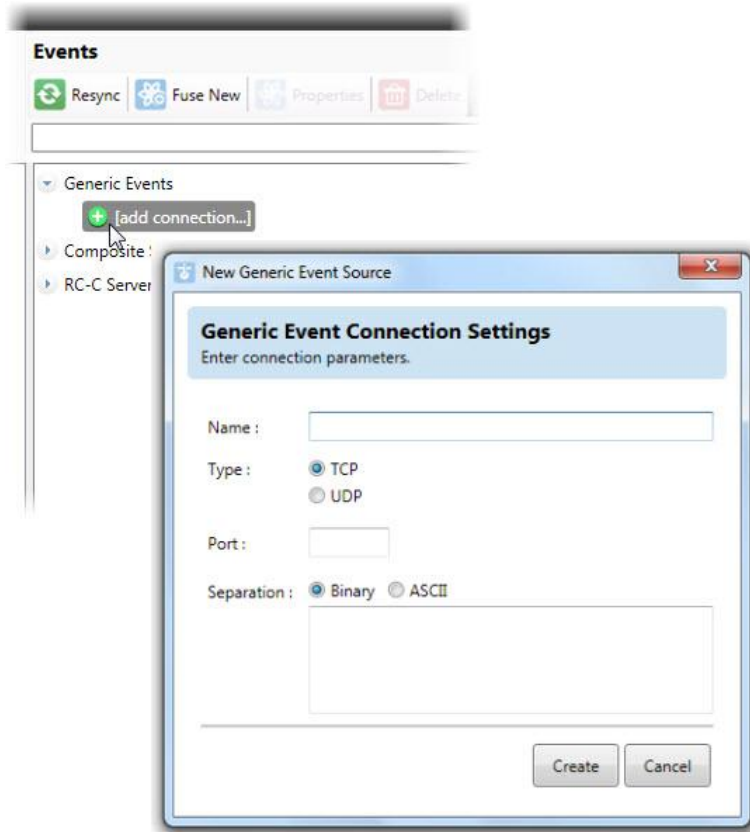 Events
Resync Fuse New Properties Delete
Generic Events
[add connection...]
Composite
RC-C Server
New Generic Event Source
Generic Event Connection Settings
Enter connection parameters.
Name :
Type : TCP
UDP
Port :
Separation : Binary ASCII
Create Cancel